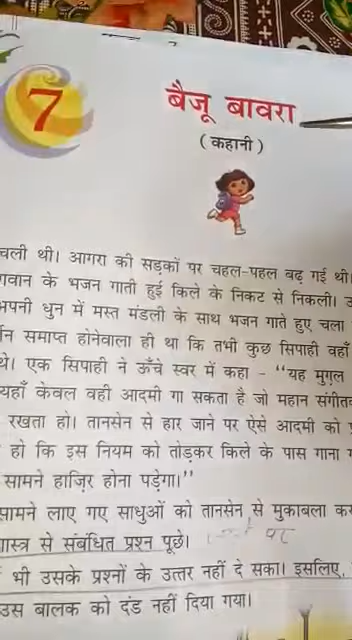 7
बैजू बावरा
( कहानी )
चली थी। आगरा की सड़कों पर चहल-पहल बढ़ गई थी।
के भजन गाती हुई किले के निकट से निकली।
अपनी धुन में मस्त मंडली के साथ भजन गाते हुए चला
समाप्त होनेवाला ही था कि तभी कुछ सिपाही वहाँ
थे। एक सिपाही ने ऊँचे स्वर में कहा - “यह मुग़ल
यहाँ केवल वही आदमी गा सकता है जो महान
रखता हो। तानसेन से हार जाने पर ऐसे आदमी को
हो कि इस नियम को तोड़कर किले के पास गाना
सामने हाज़िर होना पड़ेगा।”
सामने लाए गए साधुओं को तानसेन से मुकाबला
से संबंधित प्रश्न पूछे।
पर
भी उसके प्रश्नों के उत्तर नहीं दे सका। इसलिए,
उस बालक को दंड नहीं दिया गया।